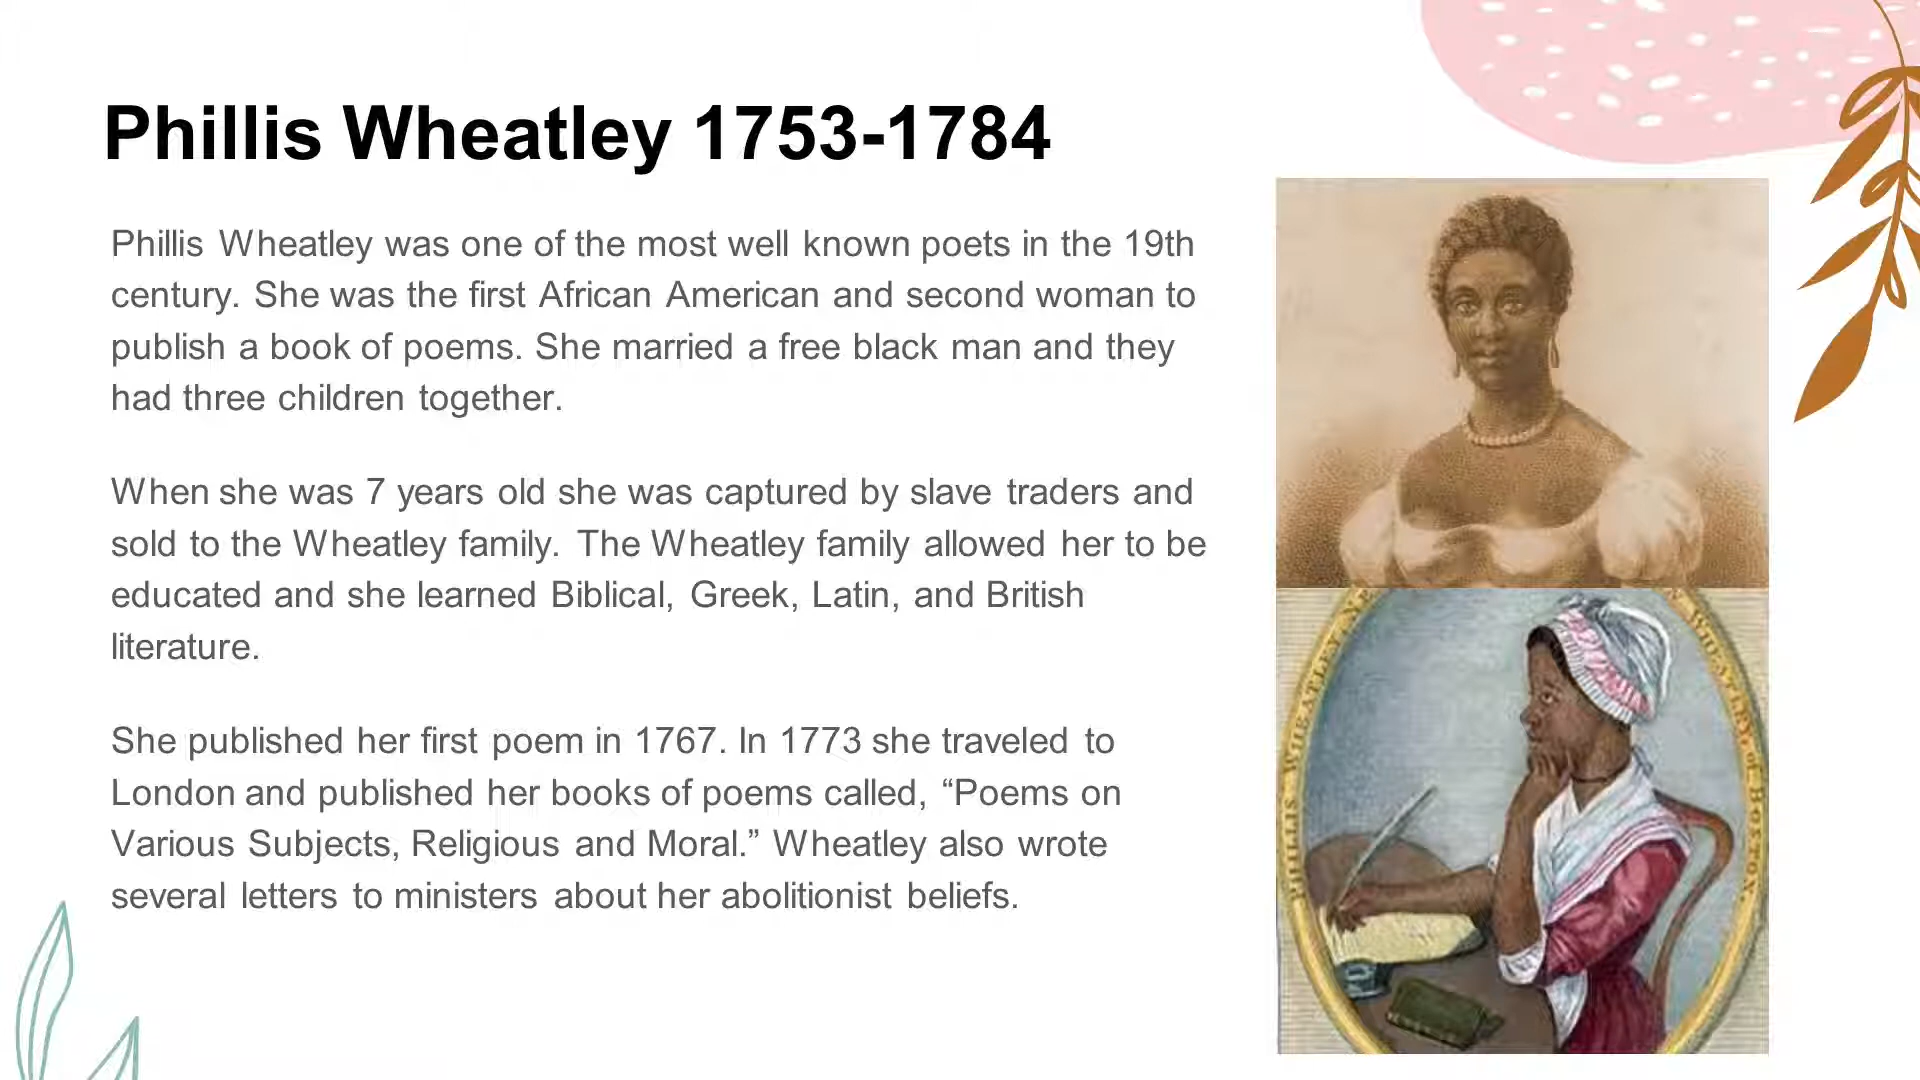 Phillis Wheatley 1753-1784
Phillis Wheatley was one of the most well known poets in the 19th
century. She was the first African American and second woman to
publish a book of poems. She married a free black man and they
had three children together.
When she was 7 years old she was captured by slave traders and
sold to the Wheatley family. The Wheatley family allowed her to be
educated and she learned Biblical, Greek, Latin, and British
literature.
She published her first poem in 1767. In 1773 she traveled to
London and published her books of poems called, “Poems on
Various Subjects, Religious and Moral.” Wheatley also wrote
several letters to ministers about her abolitionist beliefs.
PHILLIS WHEATLEY
WHEATLEY, of BOSTON.